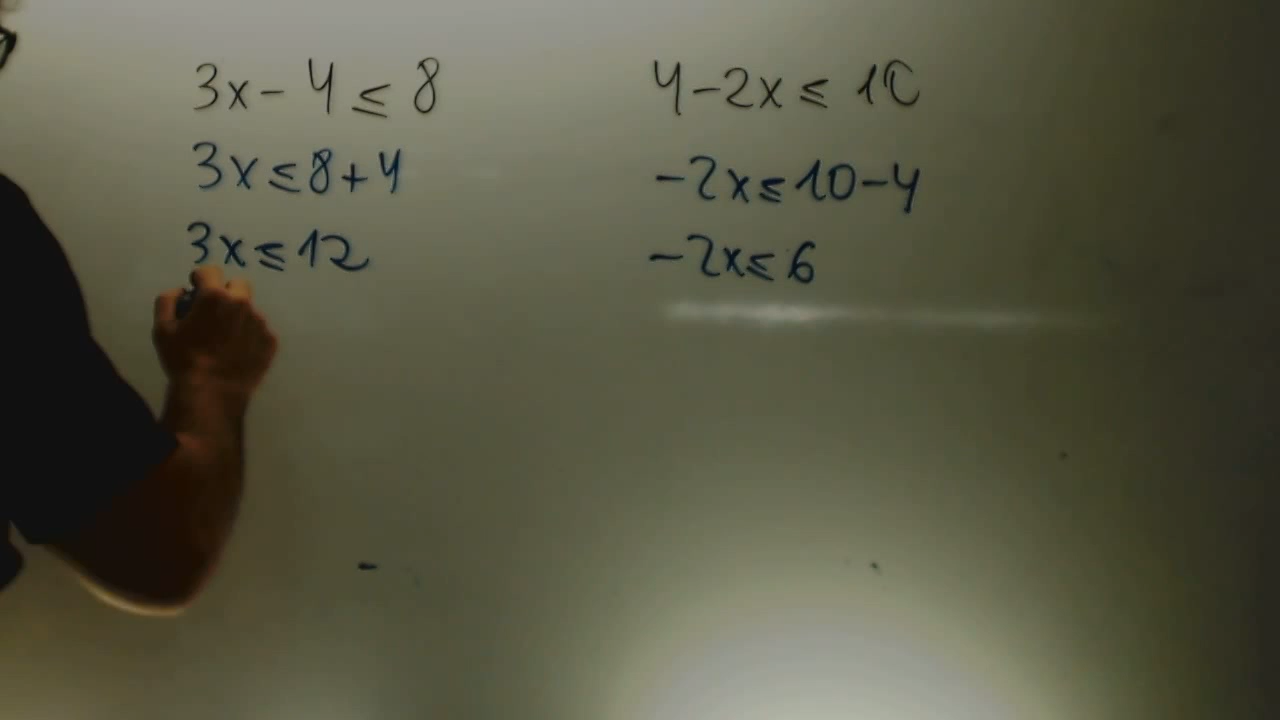 3x - 4 ≤ 8
3x ≤ 8 + 4
3x ≤ 12
4 - 2x ≤ 10
-2x ≤ 10 - 4
-2x ≤ 6